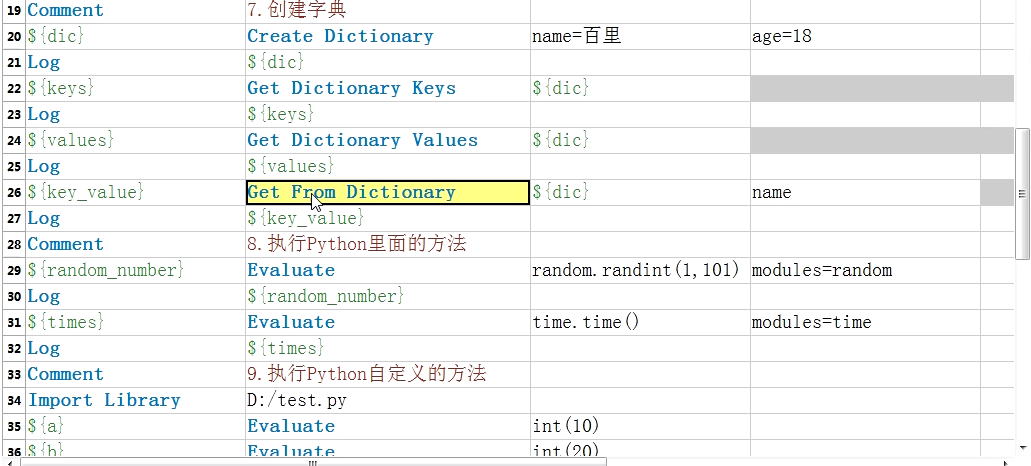 19 Comment 7.创建字典
20 ${dic} Create Dictionary name=百里 age=18
21 Log ${dic}
22 ${keys} Get Dictionary Keys ${dic}
23 Log ${keys}
24 ${values} Get Dictionary Values ${dic}
25 Log ${values}
26 ${key_value} Get From Dictionary ${dic} name
27 Log ${key_value}
28 Comment 8.执行Python里面的方法
29 ${random_number} Evaluate random.randint(1,101) modules=random
30 Log ${random_number}
31 ${times} Evaluate time.time() modules=time
32 Log ${times}
33 Comment 9.执行Python自定义的方法
34 Import Library D:/test.py
35 ${a} Evaluate int(10)
36 ${b} Evaluate int(20)